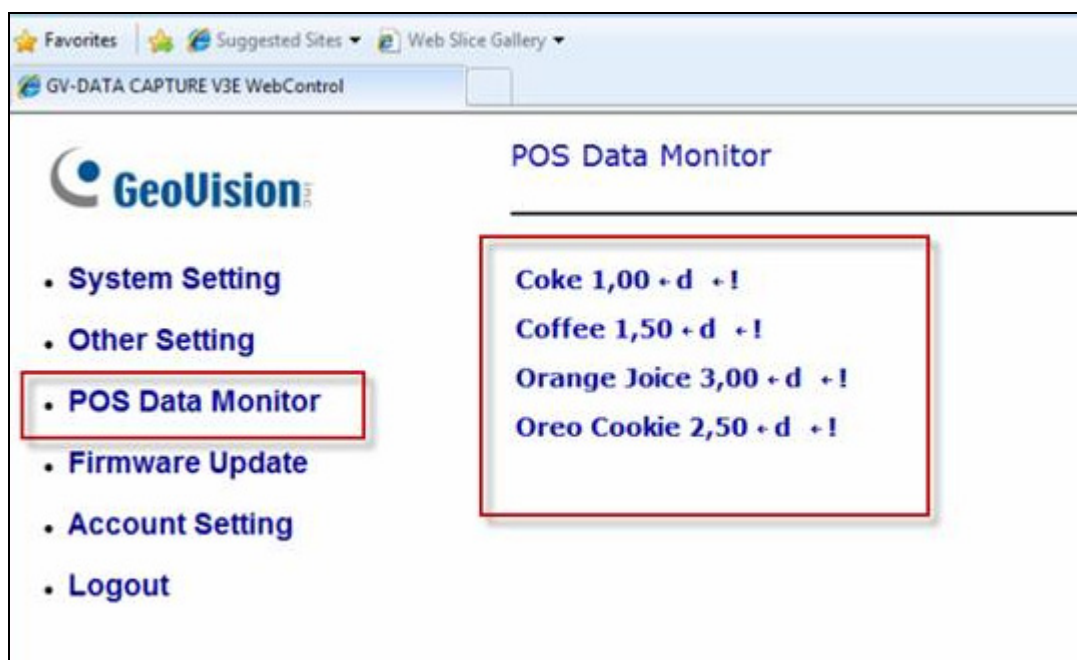 Favorites Suggested Sites Web Slice Gallery
GV-DATA CAPTURE V3E WebControl
GeoVision
POS Data Monitor
System Setting
Other Setting
POS Data Monitor
Firmware Update
Account Setting
Logout
Coke 1,00 ←d ←!
Coffee 1,50 ←d ←!
Orange Joice 3,00 ←d ←!
Oreo Cookie 2,50 ←d ←!